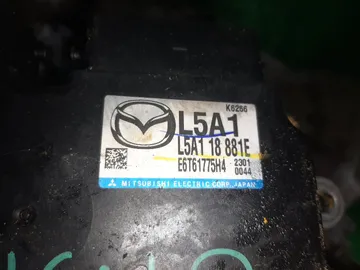 K6286
L5A1
L5A1 18 881E
E6T61775H4 2301
0044
MITSUBISHI ELECTRIC CORP. JAPAN